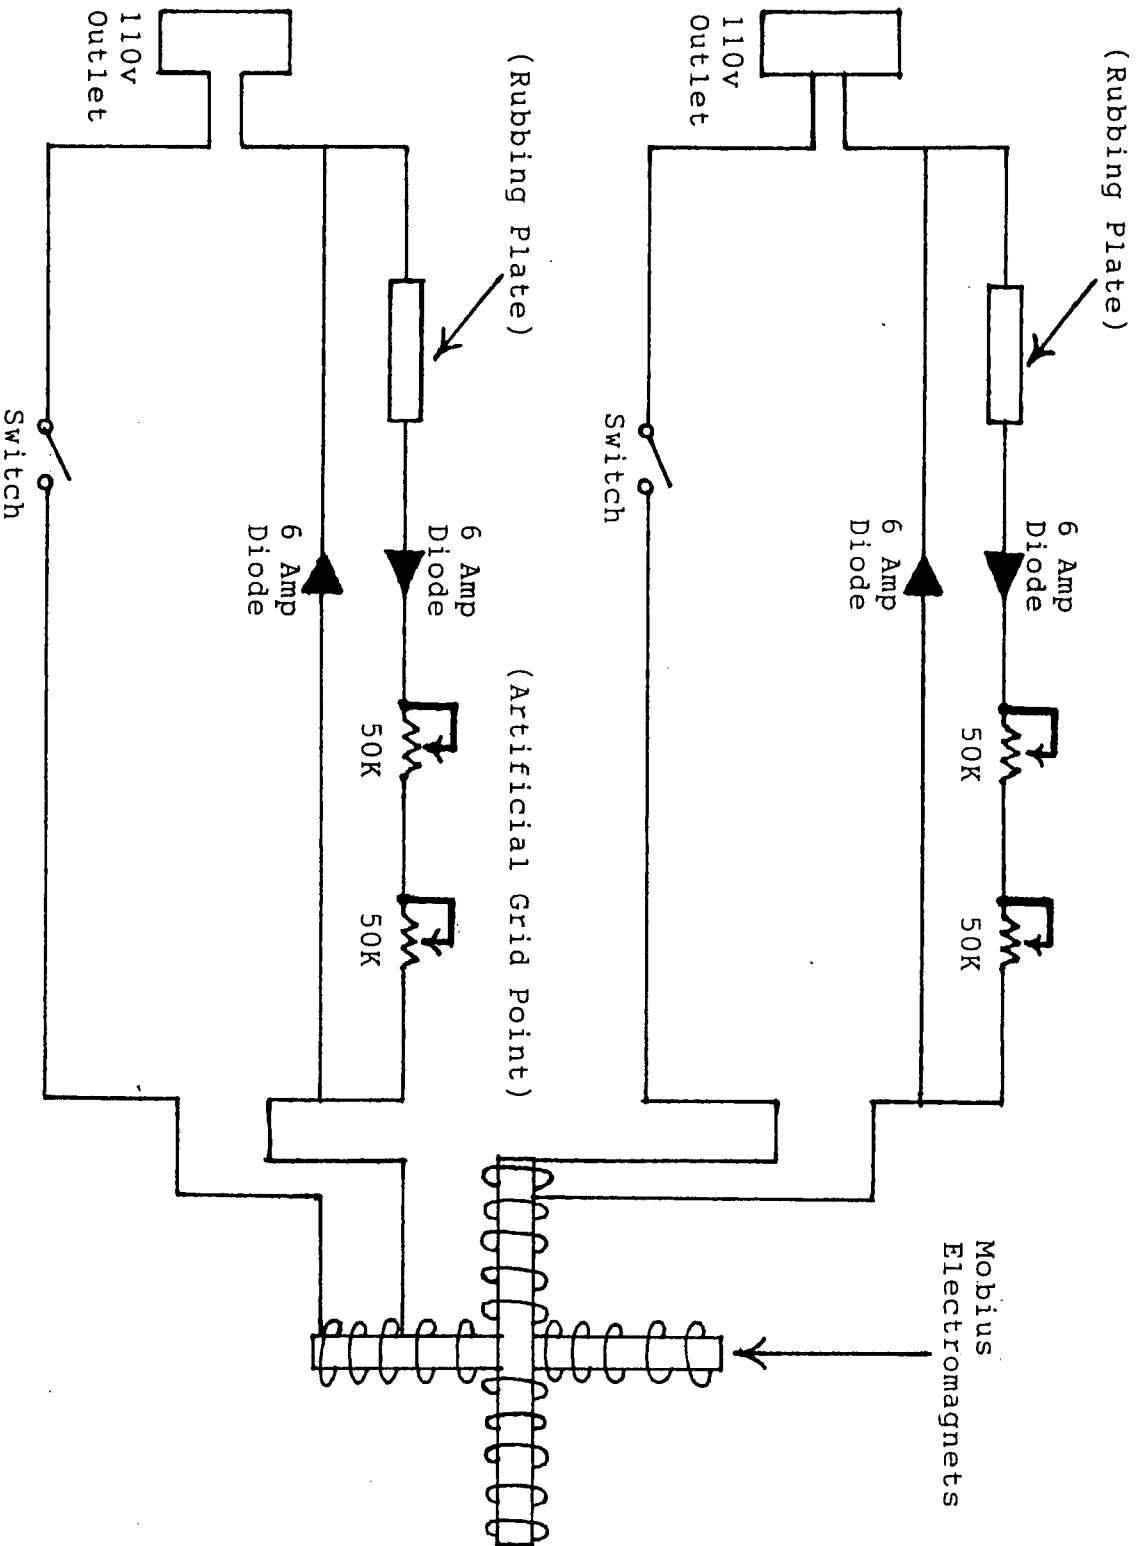 (Rubbing Plate)
6 Amp
Diode
50K
50K
Mobius
Electromagnets
6 Amp
Diode
110v
Outlet
Switch
(Rubbing Plate)
(Artificial Grid Point)
6 Amp
Diode
50K
50K
6 Amp
Diode
110v
Outlet
Switch